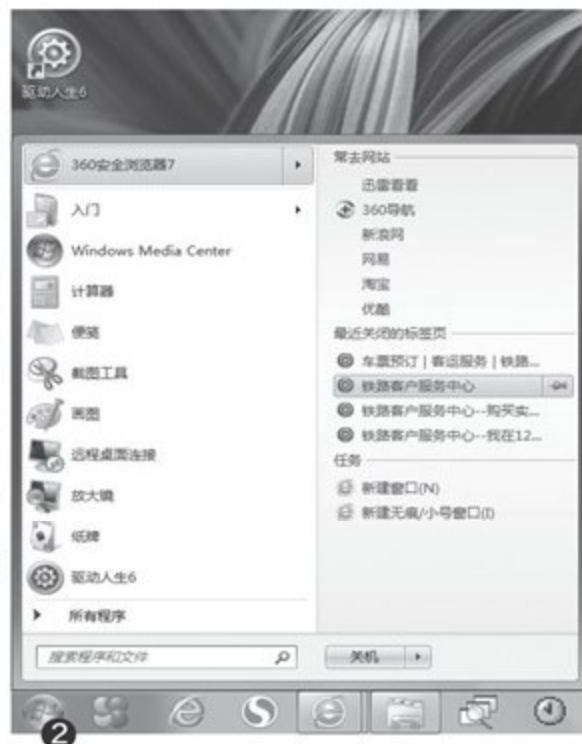 驱动人生6
360安全浏览器7
入门
Windows Media Center
计算器
便笺
截图工具
画图
远程桌面连接
放大镜
纸牌
驱动人生6
所有程序
搜索程序和文件
常去网站
迅雷看看
360导航
新浪网
网易
淘宝
优酷
最近关闭的标签页
车票预订 | 客运服务 | 铁路...
铁路客户服务中心
铁路客户服务中心--购买卖...
铁路客户服务中心--我在12...
任务
新建窗口(N)
新建无痕/小号窗口(I)
关机
2